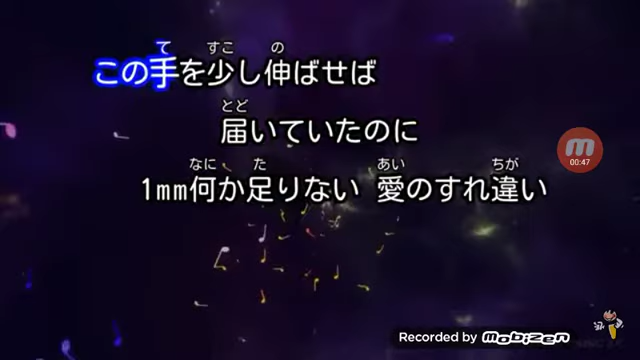 て すこ の
この手を少し伸ばせば
とど
届いていたのに
なに た あい ちが
1mm何か足りない 愛のすれ違い
00:47
Recorded by mobizen